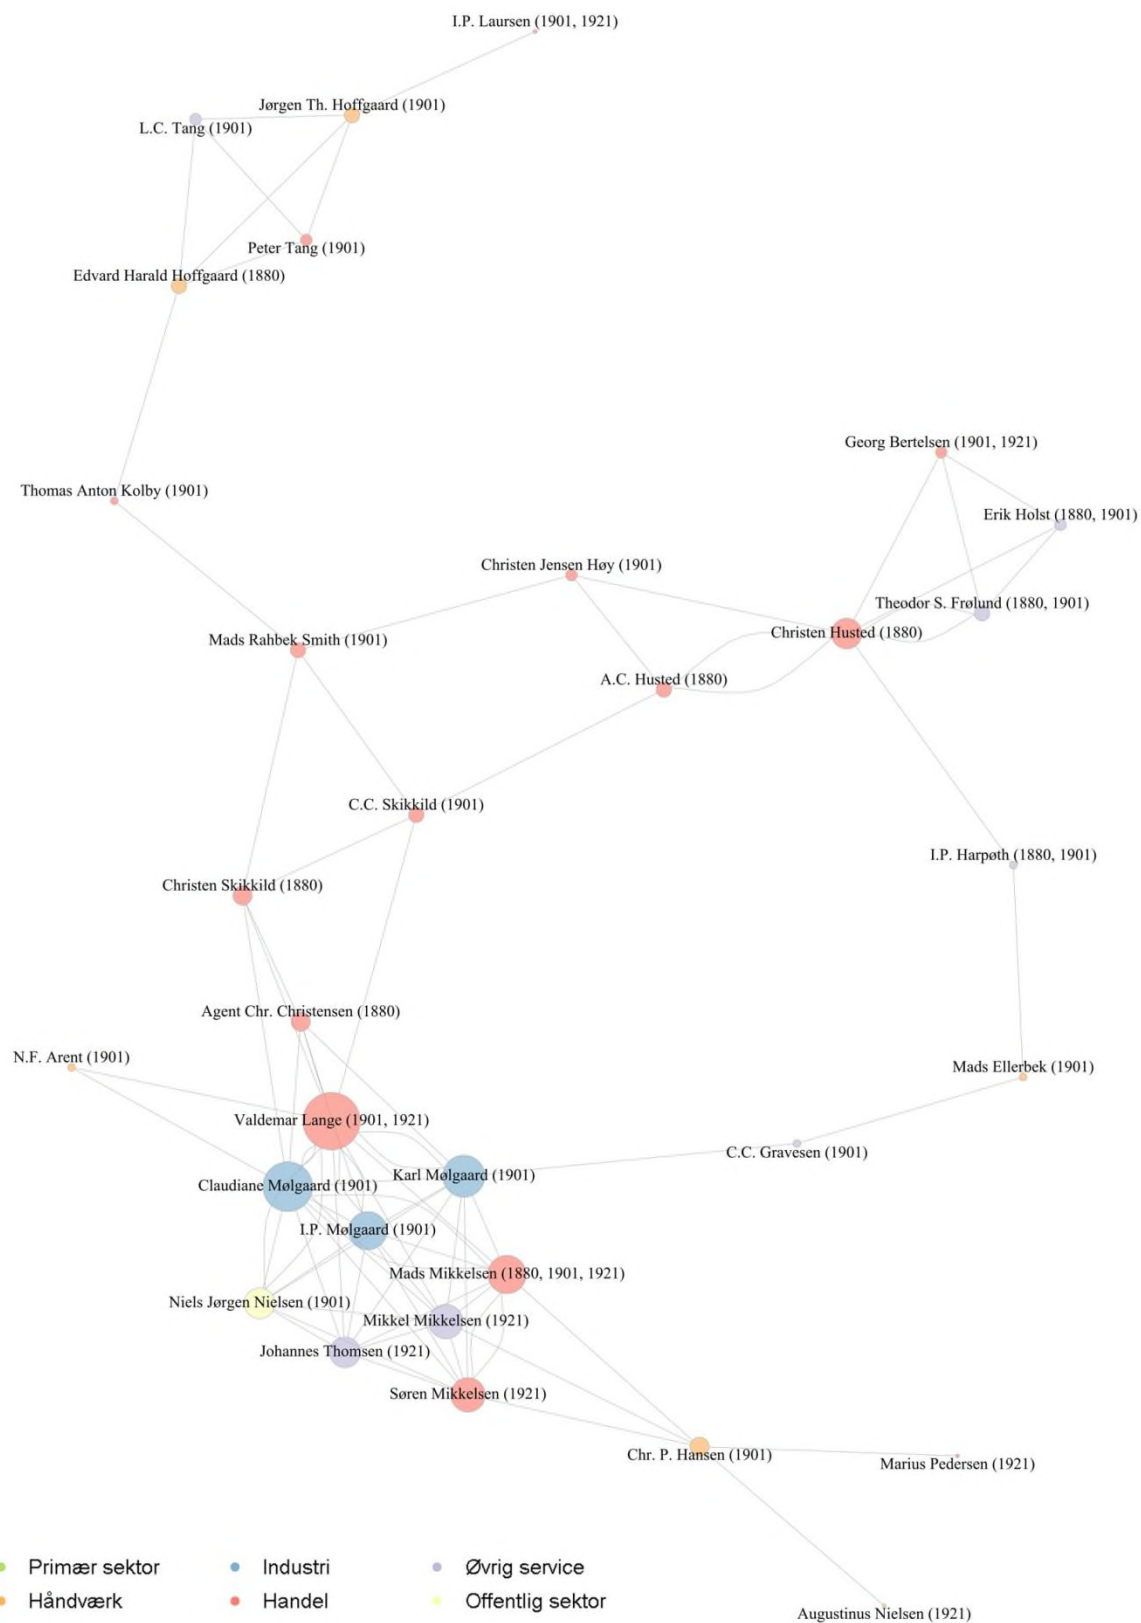 I.P. Laursen (1901, 1921)
Jørgen Th. Hoffgaard (1901)
L.C. Tang (1901)
Peter Tang (1901)
Edvard Harald Hoffgaard (1880)
Georg Bertelsen (1901, 1921)
Thomas Anton Kolby (1901)
Erik Holst (1880, 1901)
Christen Jensen Høy (1901)
Theodor S. Frølund (1880, 1901)
Christen Husted (1880)
Mads Rahbek Smith (1901)
A.C. Husted (1880)
C.C. Skikkild (1901)
I.P. Harpøth (1880, 1901)
Christen Skikkild (1880)
Agent Chr. Christensen (1880)
N.F. Arent (1901)
Mads Ellerbek (1901)
Valdemar Lange (1901, 1921)
C.C. Gravesen (1901)
Karl Mølgaard (1901)
Claudiane Mølgaard (1901)
I.P. Mølgaard (1901)
Mads Mikkelsen (1880, 1901, 1921)
Niels Jørgen Nielsen (1901)
Mikkel Mikkelsen (1921)
Johannes Thomsen (1921)
Søren Mikkelsen (1921)
Chr. P. Hansen (1901)
Marius Pedersen (1921)
Primær sektor
Industri
Øvrig service
Håndværk
Handel
Offentlig sektor
Augustinus Nielsen (1921)